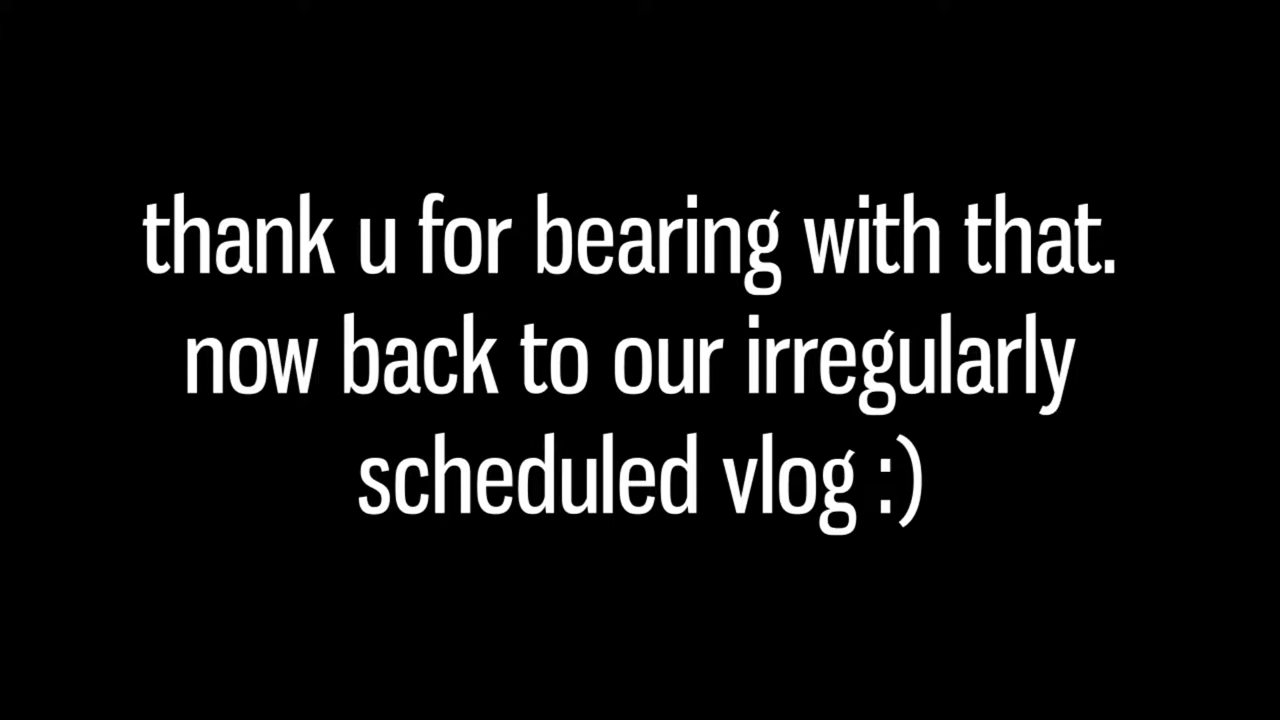 thank u for bearing with that.
now back to our irregularly
scheduled vlog :)